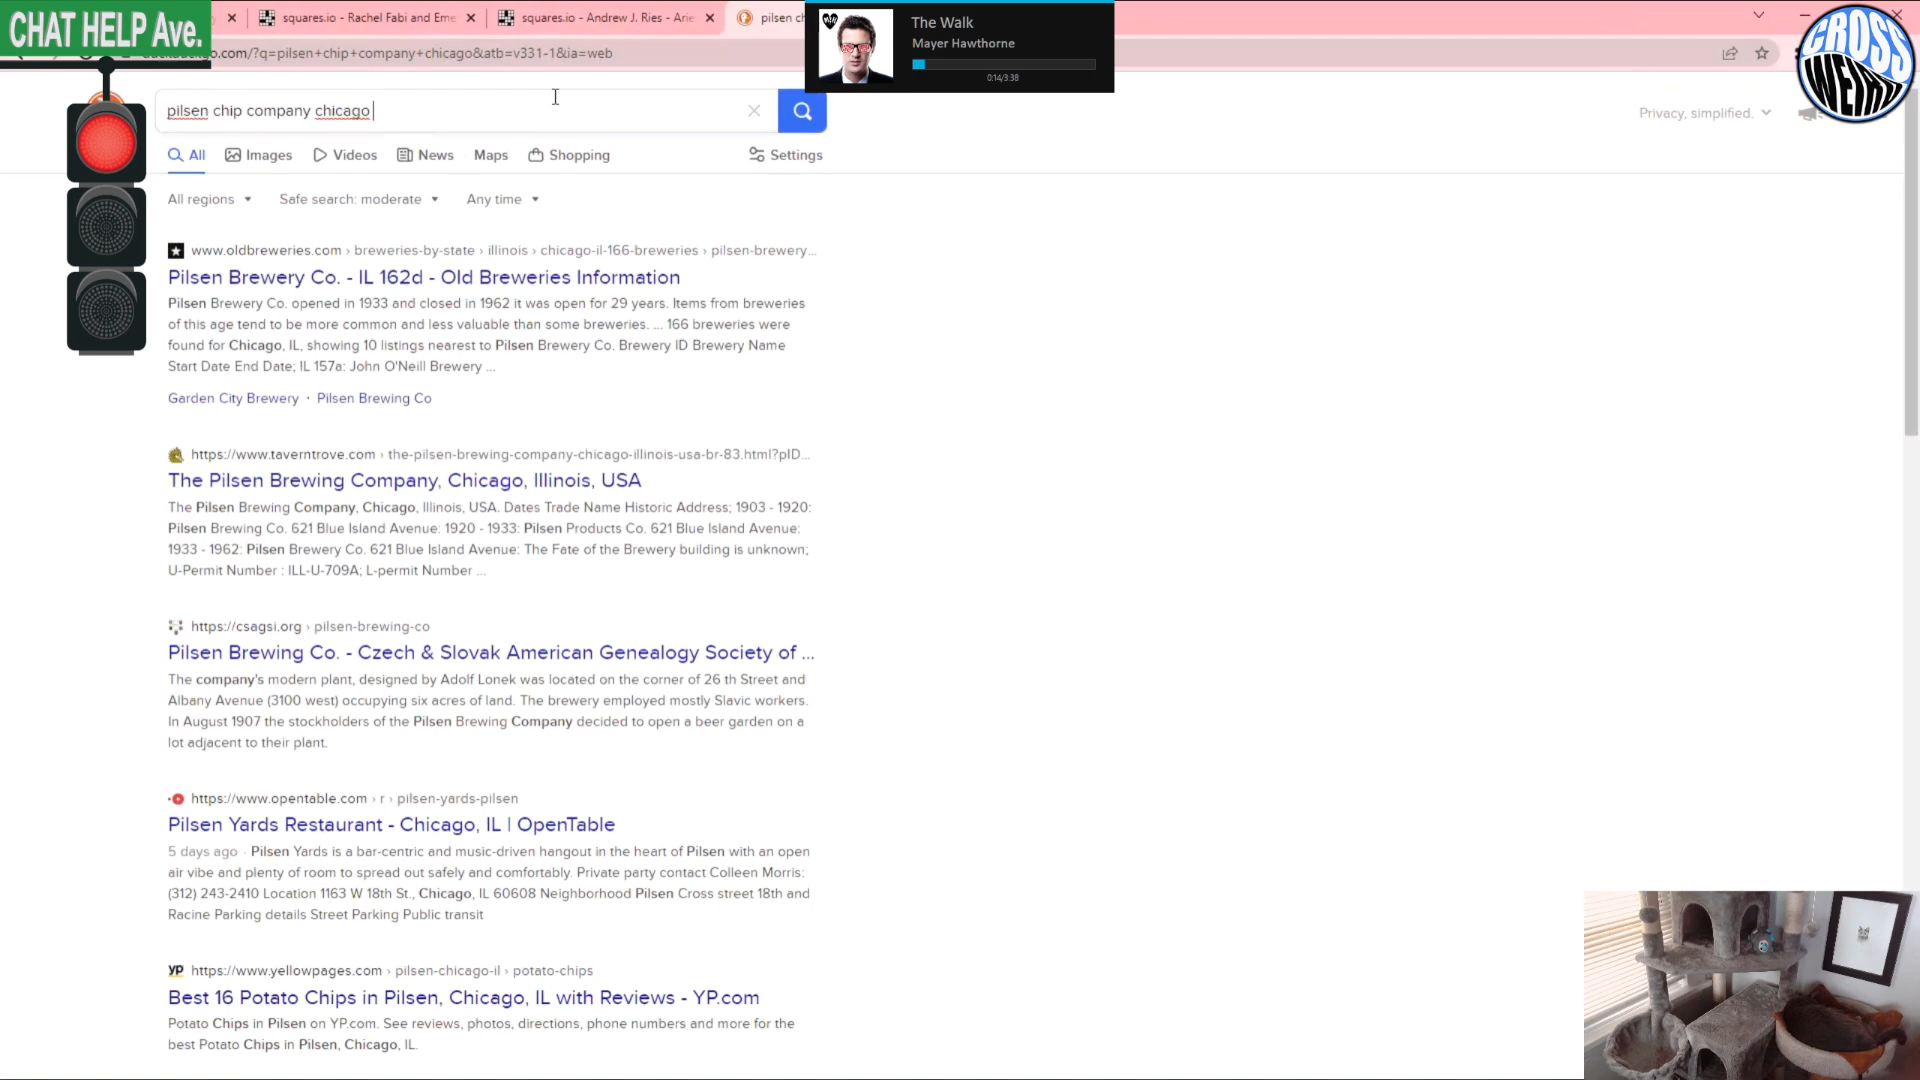 CHAT HELP Ave.
squares.io - Rachel Fabi and Eme
squares.io - Andrew J. Ries - Arie
pilsen ch
The Walk
Mayer Hawthorne
0:14/3:38
CROSS
WEIRD
.com/?q=pilsen+chip+company+chicago&atb=v331-1&ia=web
pilsen chip company chicago
Privacy, simplified.
All
Images
Videos
News
Maps
Shopping
Settings
All regions
Safe search: moderate
Any time
www.oldbreweries.com › breweries-by-state › illinois › chicago-il-166-breweries › pilsen-brewery...
Pilsen Brewery Co. - IL 162d - Old Breweries Information
Pilsen Brewery Co. opened in 1933 and closed in 1962 it was open for 29 years. Items from breweries
of this age tend to be more common and less valuable than some breweries. ... 166 breweries were
found for Chicago, IL, showing 10 listings nearest to Pilsen Brewery Co. Brewery ID Brewery Name
Start Date End Date; IL 157a: John O'Neill Brewery ...
Garden City Brewery · Pilsen Brewing Co
https://www.taverntrove.com › the-pilsen-brewing-company-chicago-illinois-usa-br-83.html?pID...
The Pilsen Brewing Company, Chicago, Illinois, USA
The Pilsen Brewing Company, Chicago, Illinois, USA. Dates Trade Name Historic Address; 1903 - 1920:
Pilsen Brewing Co. 621 Blue Island Avenue: 1920 - 1933: Pilsen Products Co. 621 Blue Island Avenue:
1933 - 1962: Pilsen Brewery Co. 621 Blue Island Avenue: The Fate of the Brewery building is unknown;
U-Permit Number : ILL-U-709A; L-permit Number ...
https://csagsi.org › pilsen-brewing-co
Pilsen Brewing Co. - Czech & Slovak American Genealogy Society of ...
The company's modern plant, designed by Adolf Lonek was located on the corner of 26 th Street and
Albany Avenue (3100 west) occupying six acres of land. The brewery employed mostly Slavic workers.
In August 1907 the stockholders of the Pilsen Brewing Company decided to open a beer garden on a
lot adjacent to their plant.
https://www.opentable.com › r › pilsen-yards-pilsen
Pilsen Yards Restaurant - Chicago, IL | OpenTable
5 days ago · Pilsen Yards is a bar-centric and music-driven hangout in the heart of Pilsen with an open
air vibe and plenty of room to spread out safely and comfortably. Private party contact Colleen Morris:
(312) 243-2410 Location 1163 W 18th St., Chicago, IL 60608 Neighborhood Pilsen Cross street 18th and
Racine Parking details Street Parking Public transit
https://www.yellowpages.com › pilsen-chicago-il › potato-chips
Best 16 Potato Chips in Pilsen, Chicago, IL with Reviews - YP.com
Potato Chips in Pilsen on YP.com. See reviews, photos, directions, phone numbers and more for the
best Potato Chips in Pilsen, Chicago, IL.